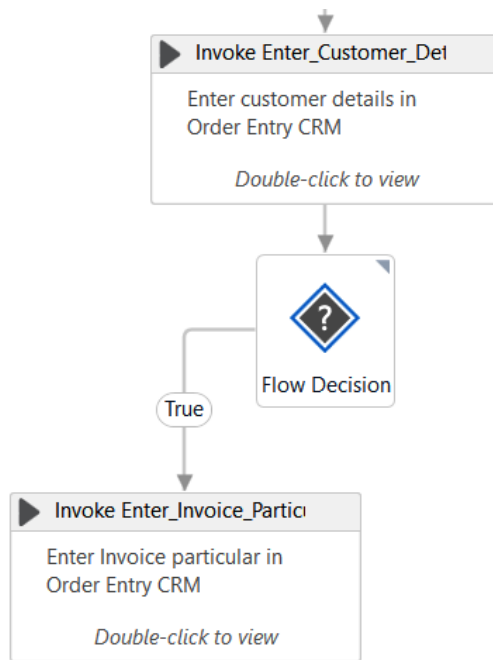 Invoke Enter_Customer_Det
Enter customer details in
Order Entry CRM
Double-click to view
?
Flow Decision
True
Invoke Enter_Invoice_Partic
Enter Invoice particular in
Order Entry CRM
Double-click to view